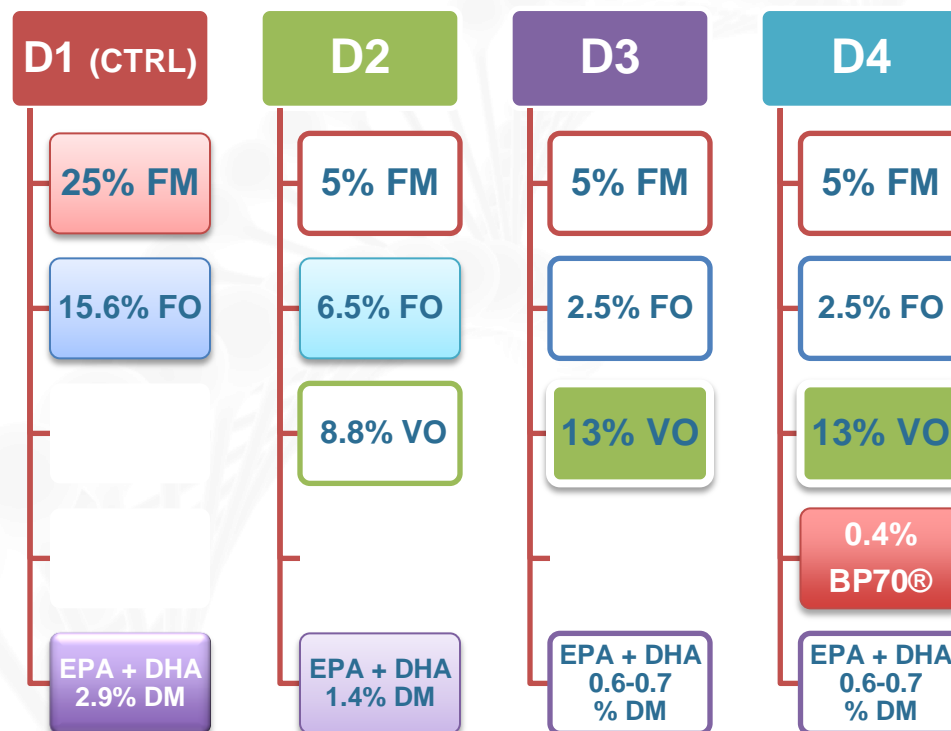 D1 (CTRL)
25% FM
15.6% FO
EPA + DHA
2.9% DM
D2
5% FM
6.5% FO
8.8% VO
EPA + DHA
1.4% DM
D3
5% FM
2.5% FO
13% VO
EPA + DHA
0.6-0.7
% DM
D4
5% FM
2.5% FO
13% VO
0.4%
BP70®
EPA + DHA
0.6-0.7
% DM